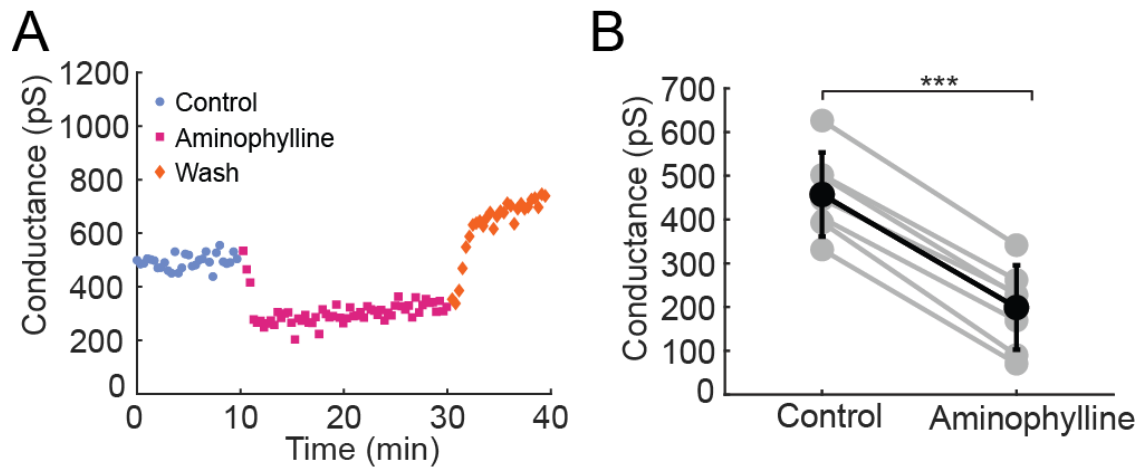 A
Conductance (pS)
1200
1000
800
600
400
200
0
Control
Aminophylline
Wash
0
10
20
30
40
Time (min)
B
Conductance (pS)
700
600
500
400
300
200
100
0
***
Control
Aminophylline